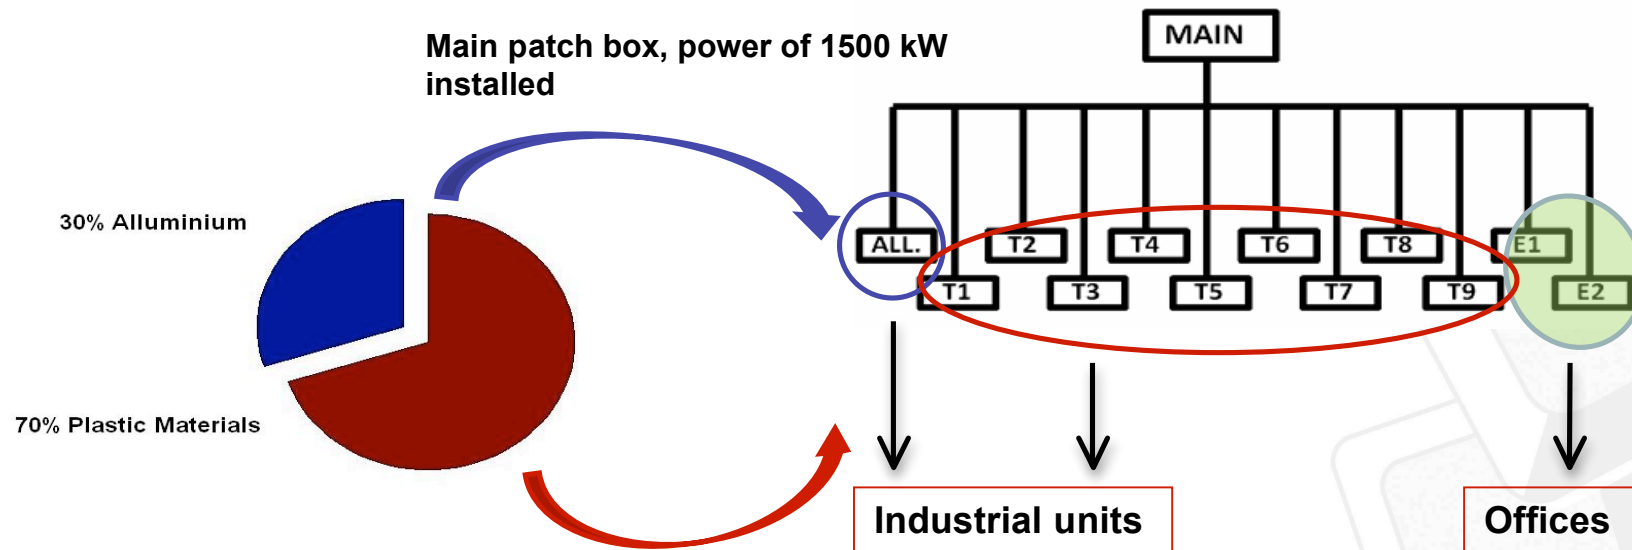 Main patch box, power of 1500 kW
installed
MAIN
30% Alluminium
70% Plastic Materials
ALL.
T2
T4
T6
T8
E1
T1
T3
T5
T7
T9
E2
Industrial units
Offices